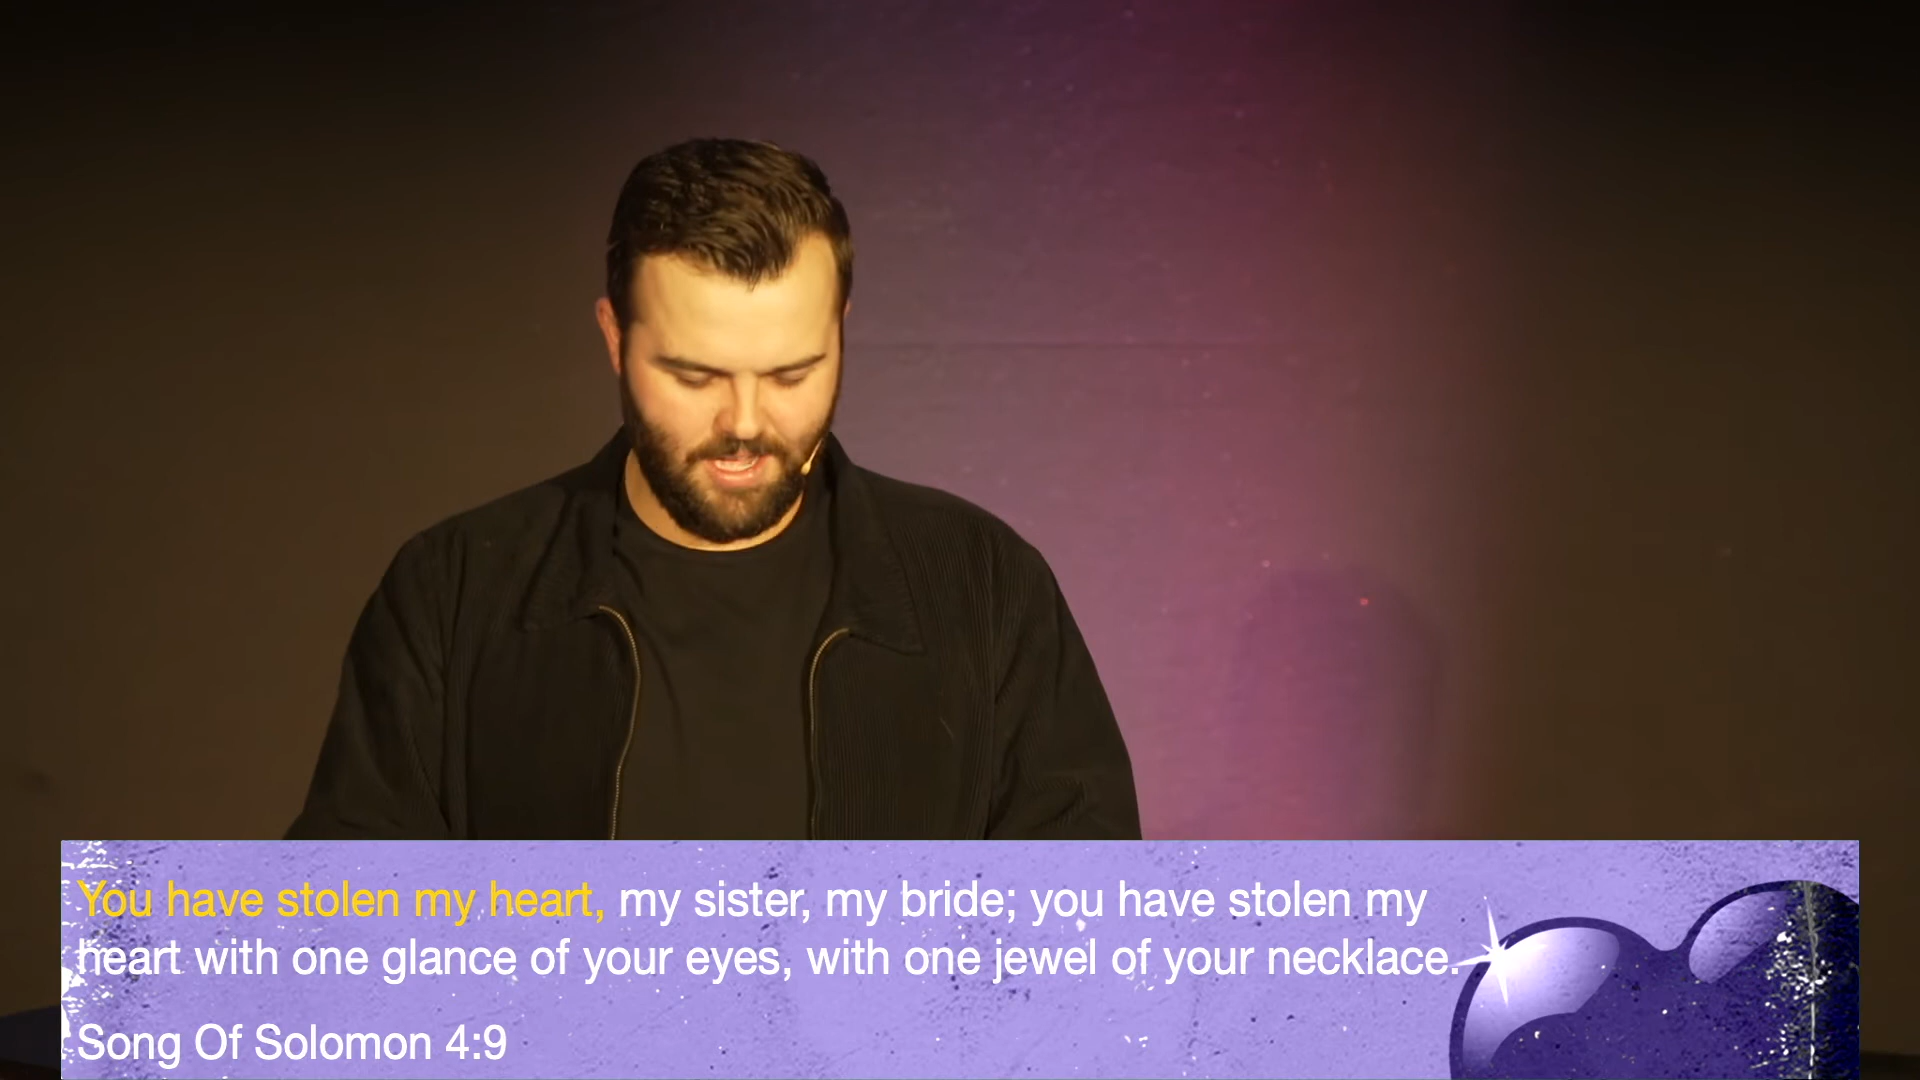 You have stolen my heart, my sister, my bride; you have stolen my
heart with one glance of your eyes, with one jewel of your necklace.
Song Of Solomon 4:9